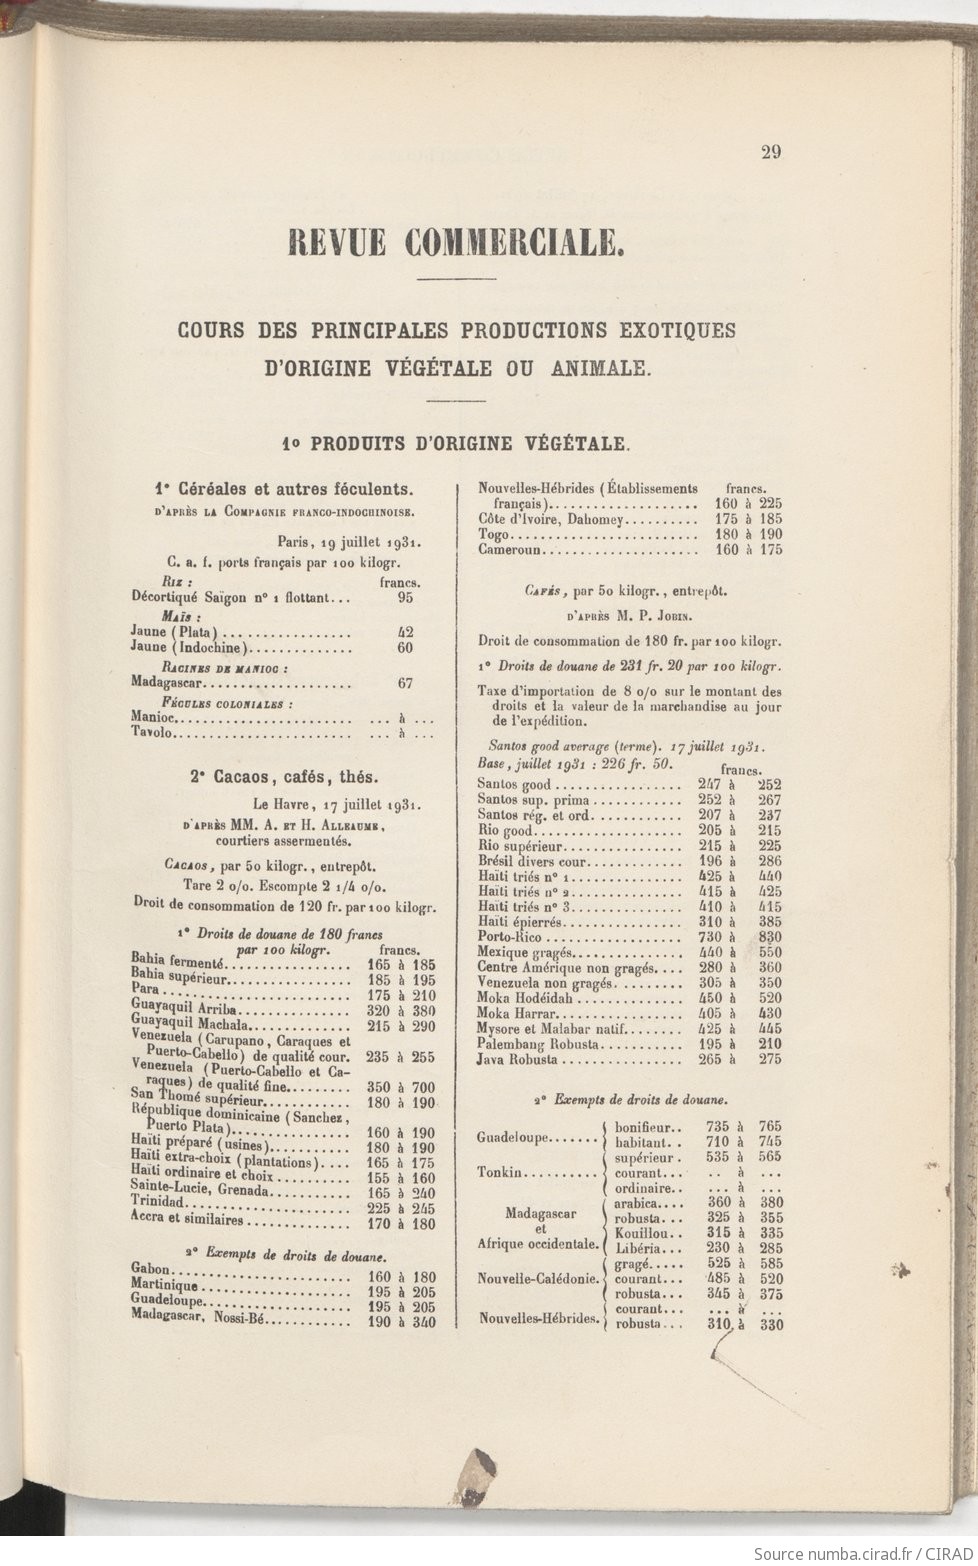 29
REVUE COMMERCIALE.
COURS DES PRINCIPALES PRODUCTIONS EXOTIQUES
D'ORIGINE VÉGÉTALE OU ANIMALE.
1° PRODUITS D'ORIGINE VÉGÉTALE.
1° Céréales et autres féculents.
D'APRÈS LA COMPAGNIE FRANCO-INDOCHINOISE.
Paris, 19 juillet 1931.
C. a. f. ports français par 100 kilogr.
RIZ : francs.
Décortiqué Saïgon n° 1 flottant... 95
MAÏS :
Jaune (Plata) ................ 42
Jaune (Indochine)............. 60
RACINES DE MANIOC :
Madagascar................... 67
FÉCULES COLONIALES :
Manioc....................... ... à ...
Tavolo....................... ... à ...
2° Cacaos, cafés, thés.
Le Havre, 17 juillet 1931.
D'APRÈS MM. A. ET H. ALLEAUME,
courtiers assermentés.
CACAOS, par 50 kilogr., entrepôt.
Tare 2 o/o. Escompte 2 1/4 o/o.
Droit de consommation de 120 fr. par 100 kilogr.
1° Droits de douane de 180 francs
par 100 kilogr. francs.
Bahia fermenté................ 165 à 185
Bahia supérieur............... 185 à 195
Para ........................ 175 à 210
Guayaquil Arriba.............. 320 à 380
Guayaquil Machala............. 215 à 290
Venezuela (Carupano, Caraques et
Puerto-Cabello) de qualité cour. 235 à 255
Venezuela (Puerto-Cabello et Ca-
raques) de qualité fine........ 350 à 700
San Thomé supérieur........... 180 à 190
République dominicaine (Sanchez,
Puerto Plata)............... 160 à 190
Haïti préparé (usines).......... 180 à 190
Haïti extra-choix (plantations).... 165 à 175
Haïti ordinaire et choix.......... 155 à 160
Sainte-Lucie, Grenada........... 165 à 240
Trinidad..................... 225 à 245
Accra et similaires ............. 170 à 180
2° Exempts de droits de douane.
Gabon....................... 160 à 180
Martinique ................... 195 à 205
Guadeloupe................... 195 à 205
Madagascar, Nossi-Bé........... 190 à 340
Nouvelles-Hébrides (Établissements francs.
français)................... 160 à 225
Côte d'Ivoire, Dahomey.......... 175 à 185
Togo........................ 180 à 190
Cameroun.................... 160 à 175
CAFÉS, par 50 kilogr., entrepôt.
D'APRÈS M. P. JOBIN.
Droit de consommation de 180 fr. par 100 kilogr.
1° Droits de douane de 231 fr. 20 par 100 kilogr.
Taxe d'importation de 8 o/o sur le montant des
droits et la valeur de la marchandise au jour
de l'expédition.
Santos good average (terme). 17 juillet 1931.
Base, juillet 1931 : 226 fr. 50.
francs.
Santos good ................. 247 à 252
Santos sup. prima ............ 252 à 267
Santos rég. et ord............. 207 à 237
Rio good.................... 205 à 215
Rio supérieur................ 215 à 225
Brésil divers cour............. 196 à 286
Haïti triés n° 1............... 425 à 440
Haïti triés n° 2............... 415 à 425
Haïti triés n° 3............... 410 à 415
Haïti épierrés................ 310 à 385
Porto-Rico .................. 730 à 830
Mexique gragés............... 440 à 550
Centre Amérique non gragés.... 280 à 360
Venezuela non gragés.......... 305 à 350
Moka Hodéidah .............. 450 à 520
Moka Harrar................. 405 à 430
Mysore et Malabar natif........ 425 à 445
Palembang Robusta........... 195 à 210
Java Robusta ................ 265 à 275
2° Exempts de droits de douane.
Guadeloupe....... bonifieur.. 735 à 765
habitant.. 710 à 745
Tonkin.......... supérieur. 535 à 565
courant... .. à ...
ordinaire.. ... à ...
Madagascar et Afrique occidentale. arabica.... 360 à 380
robusta... 325 à 355
Kouillou.. 315 à 335
Libéria... 230 à 285
Nouvelle-Calédonie. gragé..... 525 à 585
courant... 485 à 520
robusta... 345 à 375
Nouvelles-Hébrides. courant... ... à ...
robusta... 310 à 330
Source numba.cirad.fr / CIRAD